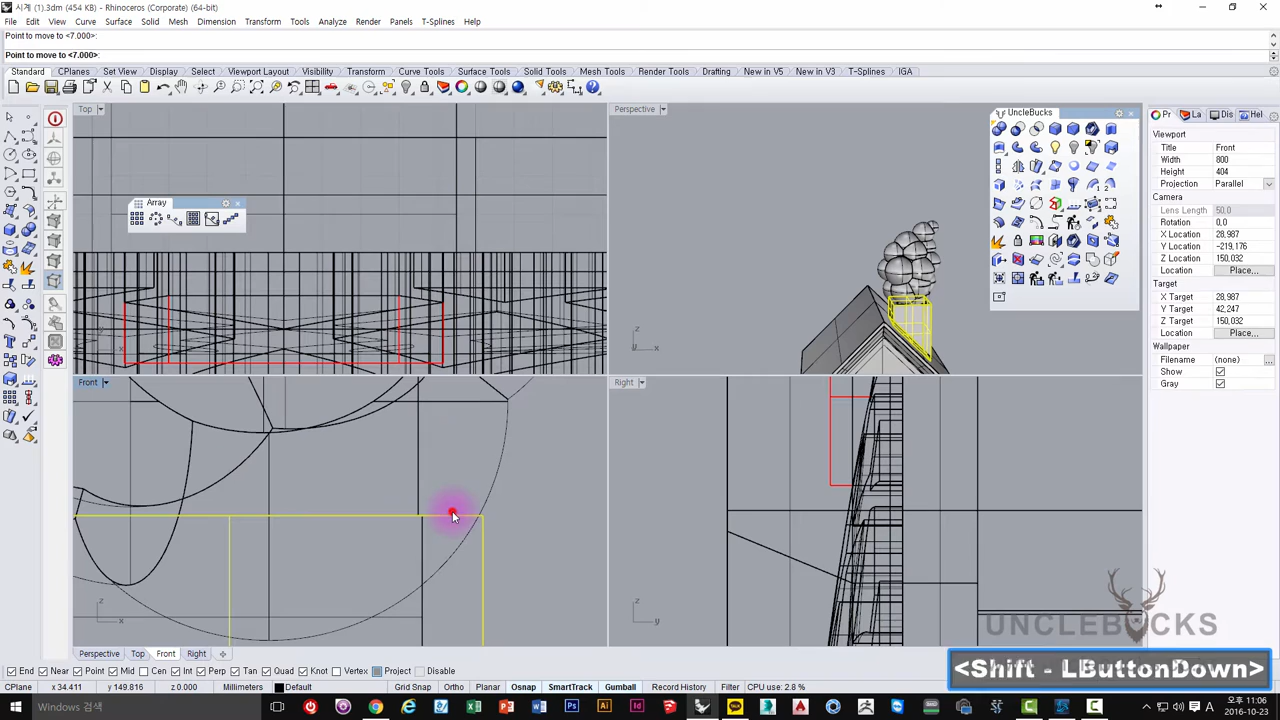 시계 (1).3dm (454 KB) - Rhinoceros (Corporate) (64-bit)
File Edit View Curve Surface Solid Mesh Dimension Transform Tools Analyze Render Panels T-Splines Help
Point to move to <7.000>:
Point to move to <7.000>:
Standard CPlanes Set View Display Select Viewport Layout Visibility Transform Curve Tools Surface Tools Solid Tools Mesh Tools Render Tools Drafting New in V5 New in V3 T-Splines IGA
Top
Perspective
UncleBucks
Array
z
x
y
x
Front
Right
z
x
z
y
Pr La Dis Hel
Viewport
Title Front
Width 800
Height 404
Projection Parallel
Camera
Lens Length 50.0
Rotation 0.0
X Location 28,987
Y Location -219,176
Z Location 150,032
Location Place...
Target
X Target 28,987
Y Target 42,247
Z Target 150,032
Location Place...
Wallpaper
Filename (none) ...
Show
Gray
UNCLEBUCKS
<Shift - LButtonDown>
Perspective Top Front Right
End Near Point Mid Cen Int Perp Tan Quad Knot Vertex Project Disable
CPlane x 34.411 y 149.816 z 0.000 Millimeters Default Grid Snap Ortho Planar Osnap SmartTrack Gumball Record History Filter CPU use: 2.8 %
Windows 검색
A 오후 11:06
2016-10-23